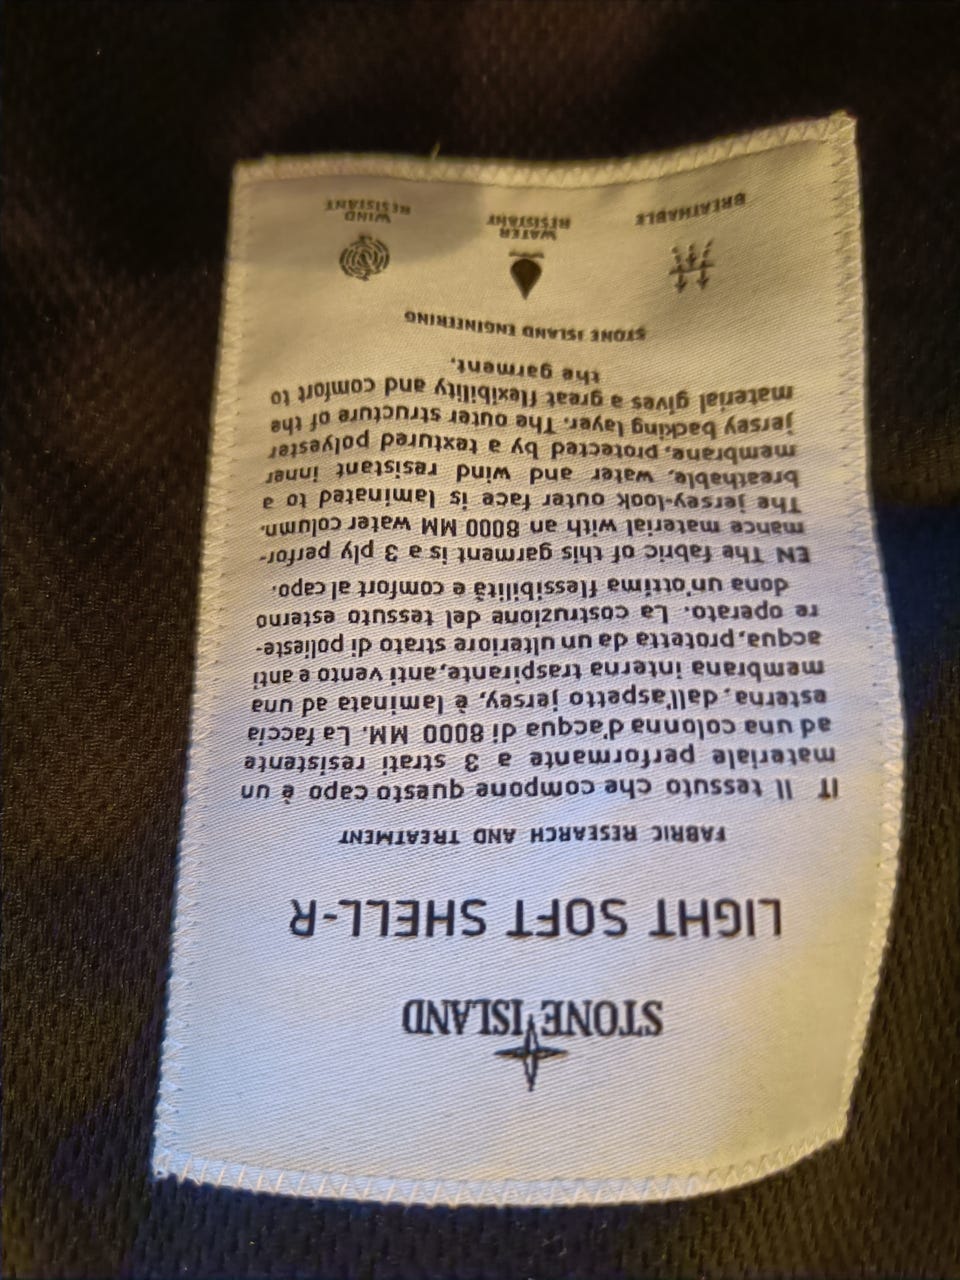 STONE ISLAND
LIGHT SOFT SHELL-R
FABRIC RESEARCH AND TREATMENT
IT Il tessuto che compone questo capo è un
materiale performante a 3 strati resistente
ad una colonna d'acqua di 8000 MM. La faccia
esterna, dall'aspetto jersey, è laminata ad una
membrana interna traspirante, anti vento e anti
acqua, protetta da un ulteriore strato di polieste-
re operato. La costruzione del tessuto esterno
dona un'ottima flessibilità e comfort al capo.
EN The fabric of this garment is a 3 ply perfor-
mance material with an 8000 MM water column.
The jersey-look outer face is laminated to a
breathable, water and wind resistant inner
membrane, protected by a textured polyester
jersey backing layer. The outer structure of the
material gives a great flexibility and comfort to
the garment.
STONE ISLAND ENGINEERING
BREATHABLE
WATER
RESISTANT
WIND
RESISTANT